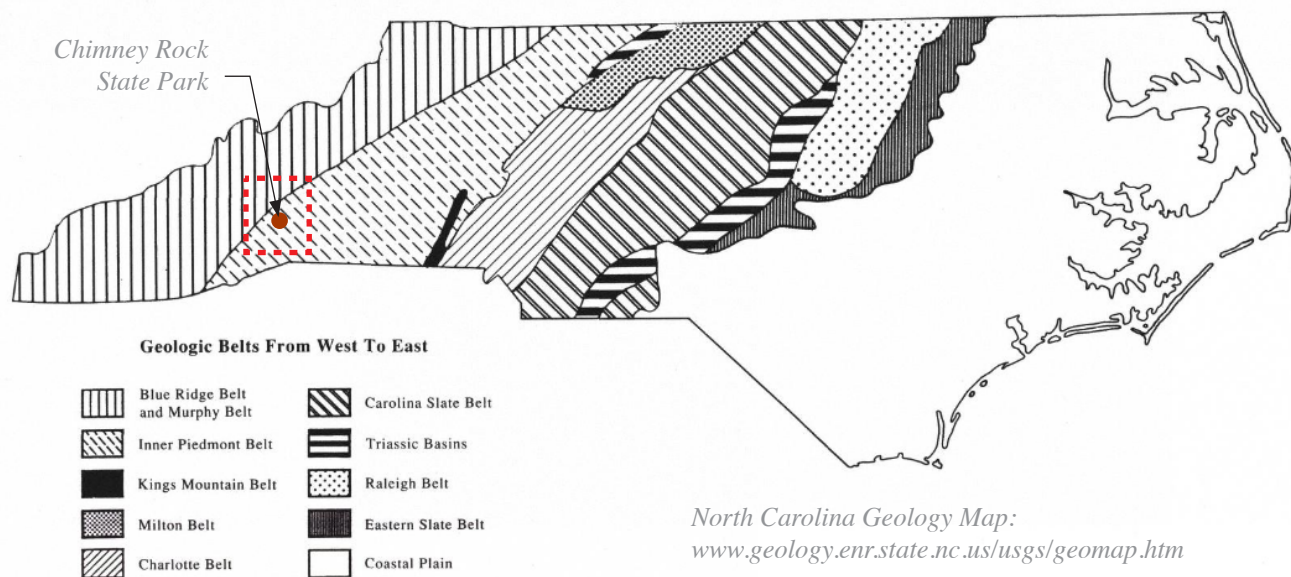 Chimney Rock
State Park
Geologic Belts From West To East
Blue Ridge Belt
and Murphy Belt
Inner Piedmont Belt
Kings Mountain Belt
Milton Belt
Charlotte Belt
Carolina Slate Belt
Triassic Basins
Raleigh Belt
Eastern Slate Belt
Coastal Plain
North Carolina Geology Map:
www.geology.enr.state.nc.us/usgs/geomap.htm